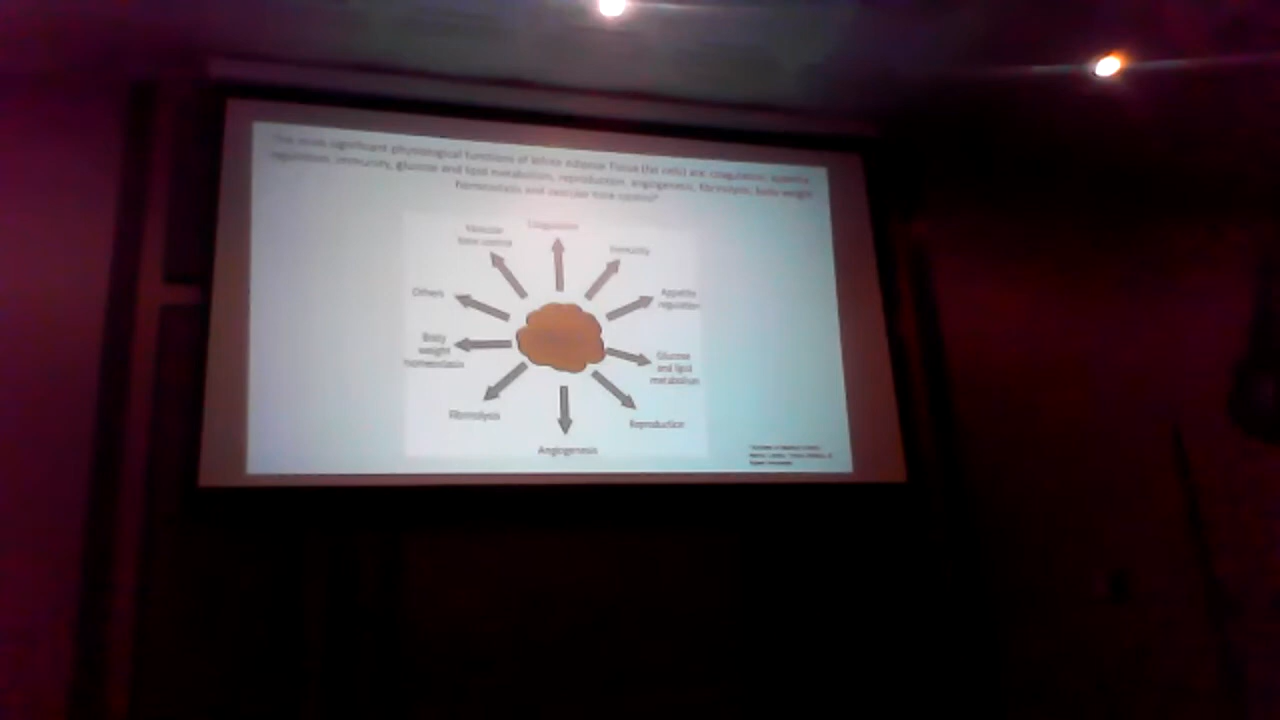 The most significant physiological functions of White Adipose Tissue (fat cells) are: coagulation, appetite
regulation, immunity, glucose and lipid metabolism, reproduction, angiogenesis, fibrinolysis, body weight
homeostasis and vascular tone control*
Coagulation
Vascular
tone control
Immunity
Others
Appetite
regulation
Body
weight
homeostasis
Glucose
and lipid
metabolism
Fibrinolysis
Reproduction
Angiogenesis